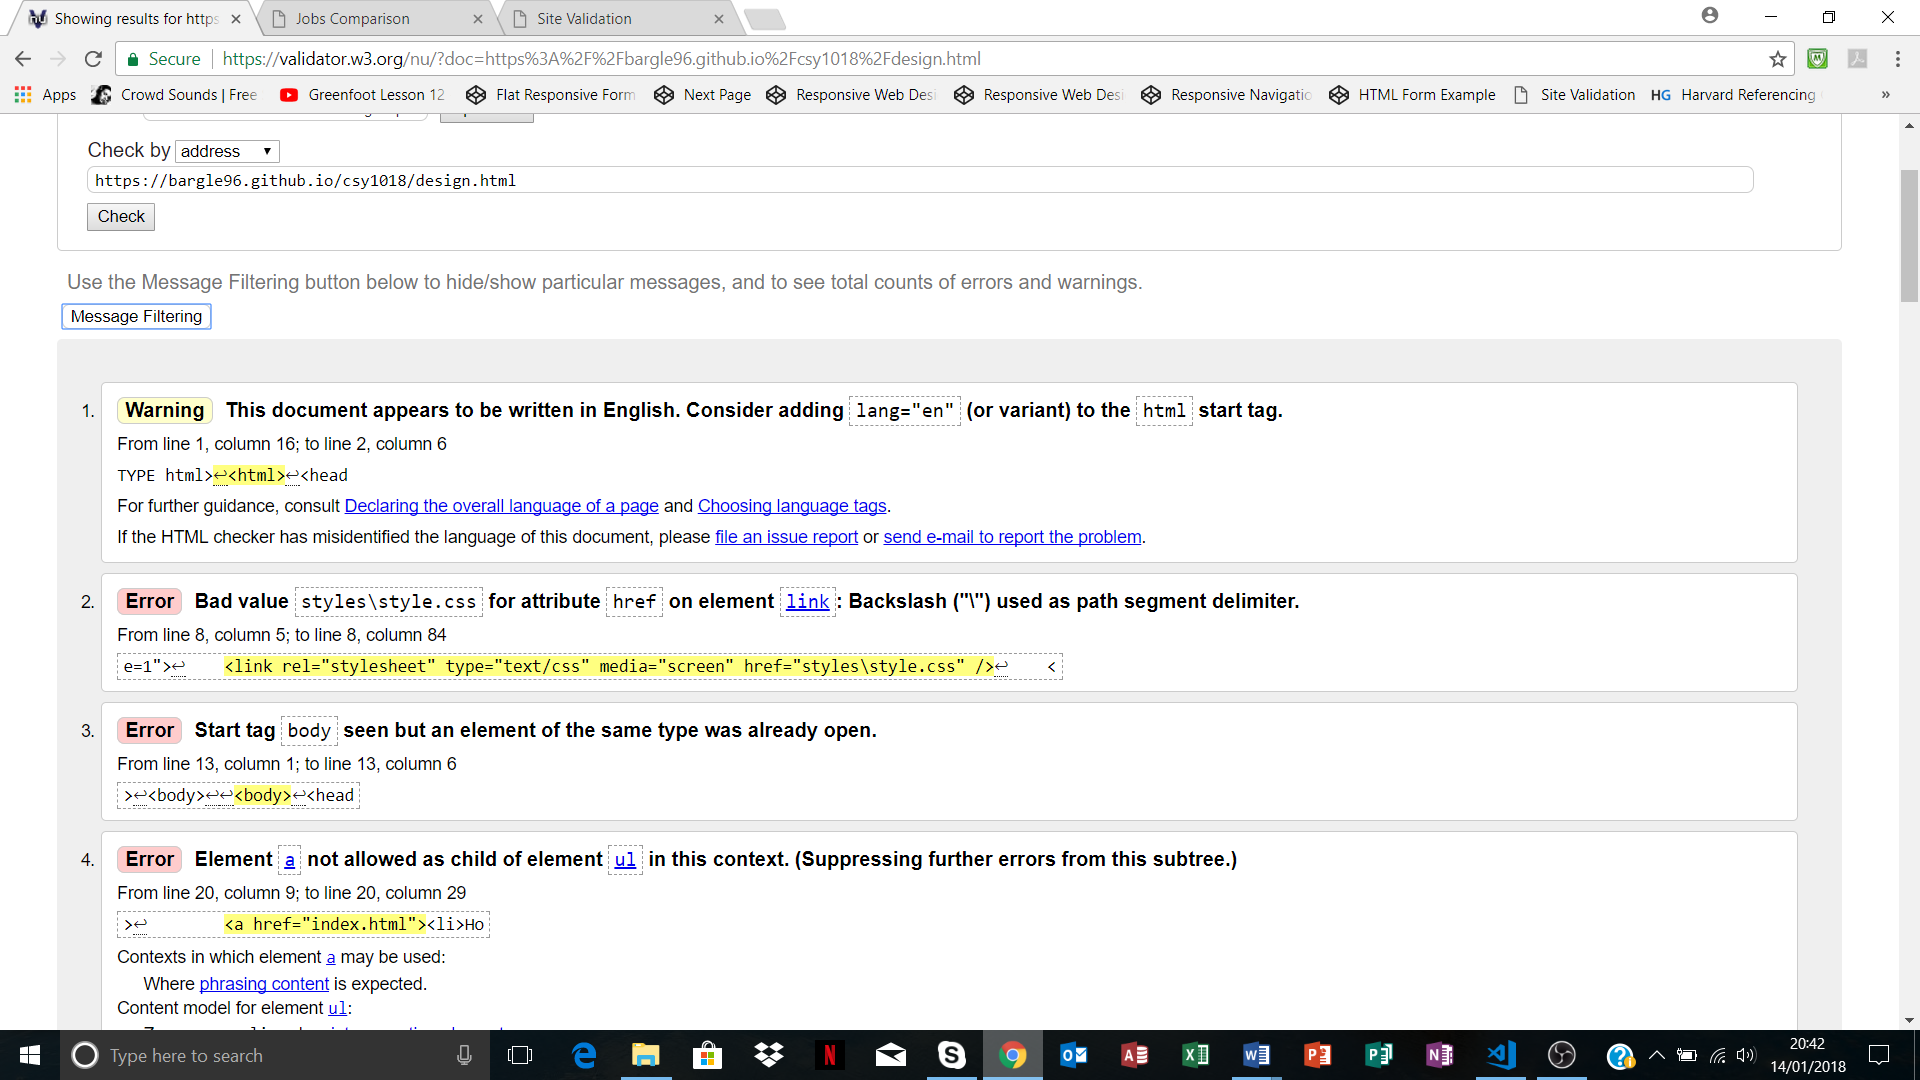 Showing results for https
Jobs Comparison
Site Validation
Secure
https://validator.w3.org/nu/?doc=https%3A%2F%2Fbargle96.github.io%2Fcsy1018%2Fdesign.html
Apps
Crowd Sounds | Free
Greenfoot Lesson 12
Flat Responsive Form
Next Page
Responsive Web Desi
Responsive Web Desi
Responsive Navigatio
HTML Form Example
Site Validation
HG Harvard Referencing
»
Check by address
https://bargle96.github.io/csy1018/design.html
Check
Use the Message Filtering button below to hide/show particular messages, and to see total counts of errors and warnings.
Message Filtering
1. Warning This document appears to be written in English. Consider adding lang="en" (or variant) to the html start tag.
From line 1, column 16; to line 2, column 6
TYPE html>↩<html>↩<head
For further guidance, consult Declaring the overall language of a page and Choosing language tags.
If the HTML checker has misidentified the language of this document, please file an issue report or send e-mail to report the problem.
2. Error Bad value styles\style.css for attribute href on element link: Backslash ("\") used as path segment delimiter.
From line 8, column 5; to line 8, column 84
e=1">↩    <link rel="stylesheet" type="text/css" media="screen" href="styles\style.css" />↩    <
3. Error Start tag body seen but an element of the same type was already open.
From line 13, column 1; to line 13, column 6
>↩<body>↩↩<body>↩<head
4. Error Element a not allowed as child of element ul in this context. (Suppressing further errors from this subtree.)
From line 20, column 9; to line 20, column 29
>↩        <a href="index.html"><li>Ho
Contexts in which element a may be used:
Where phrasing content is expected.
Content model for element ul:
Type here to search
20:42
14/01/2018